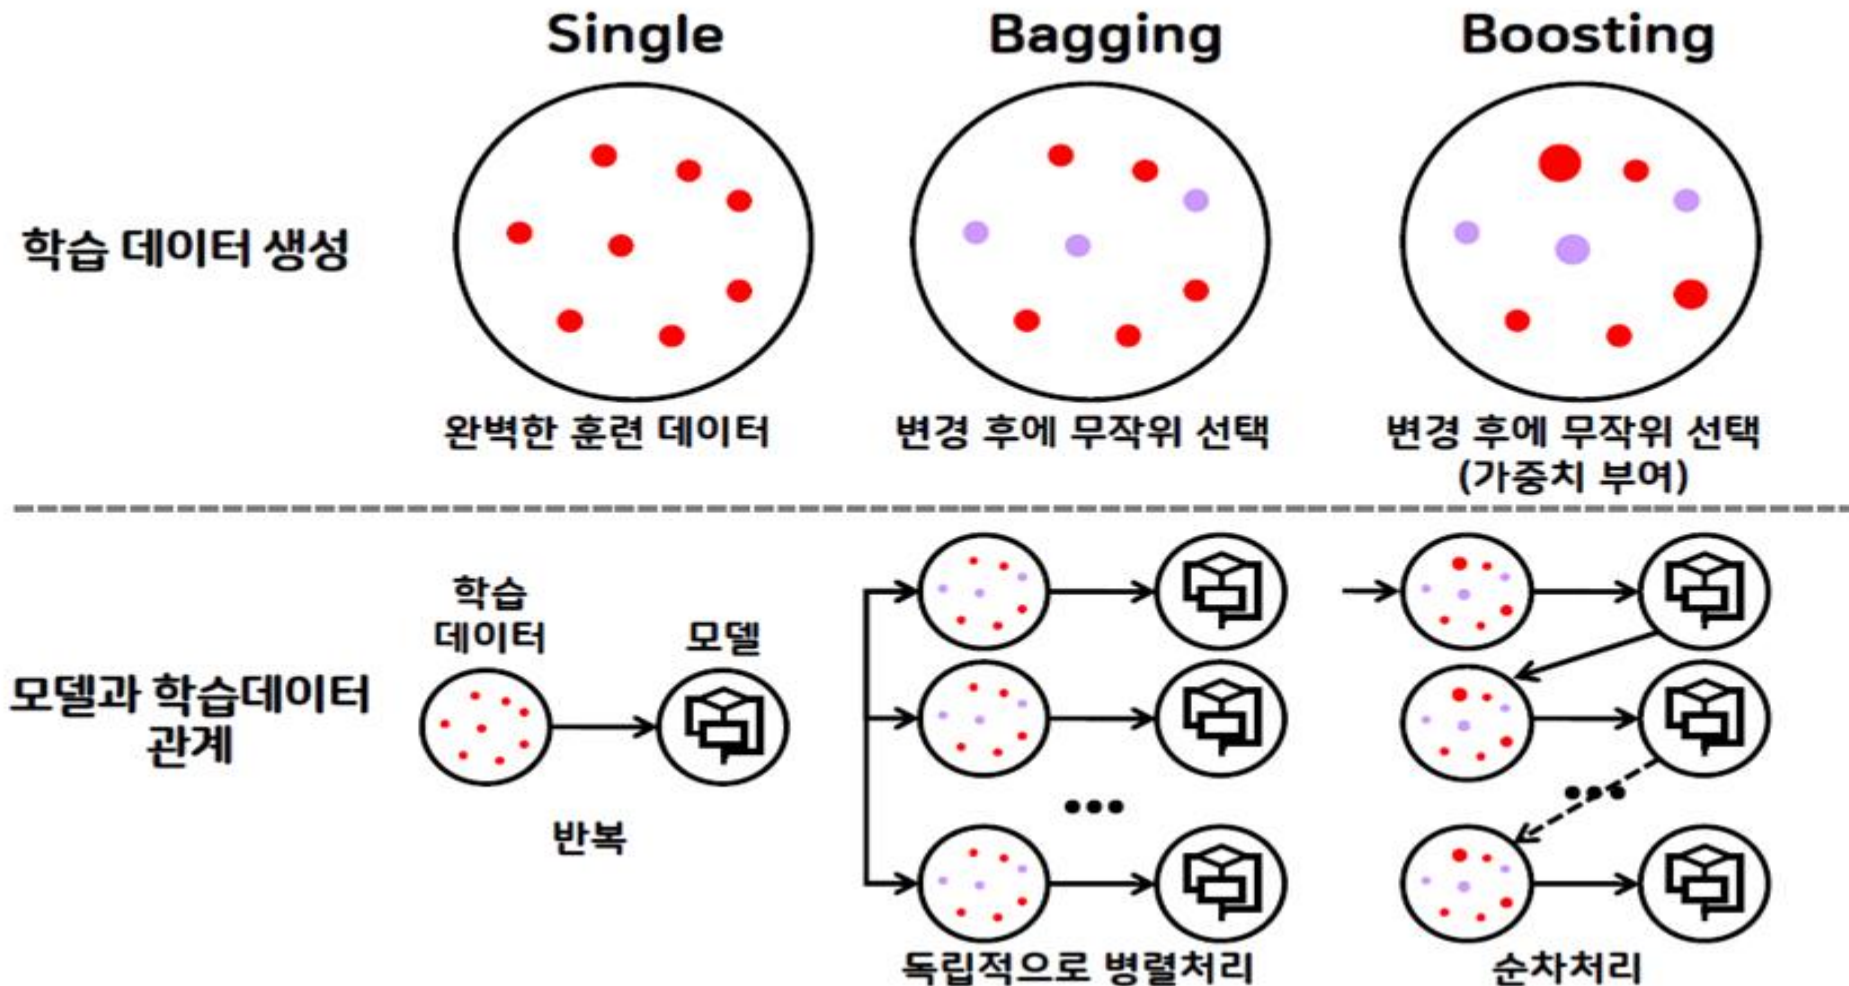 Single
Bagging
Boosting
학습 데이터 생성
완벽한 훈련 데이터
변경 후에 무작위 선택
변경 후에 무작위 선택
(가중치 부여)
모델과 학습데이터
관계
학습
데이터
모델
반복
독립적으로 병렬처리
순차처리